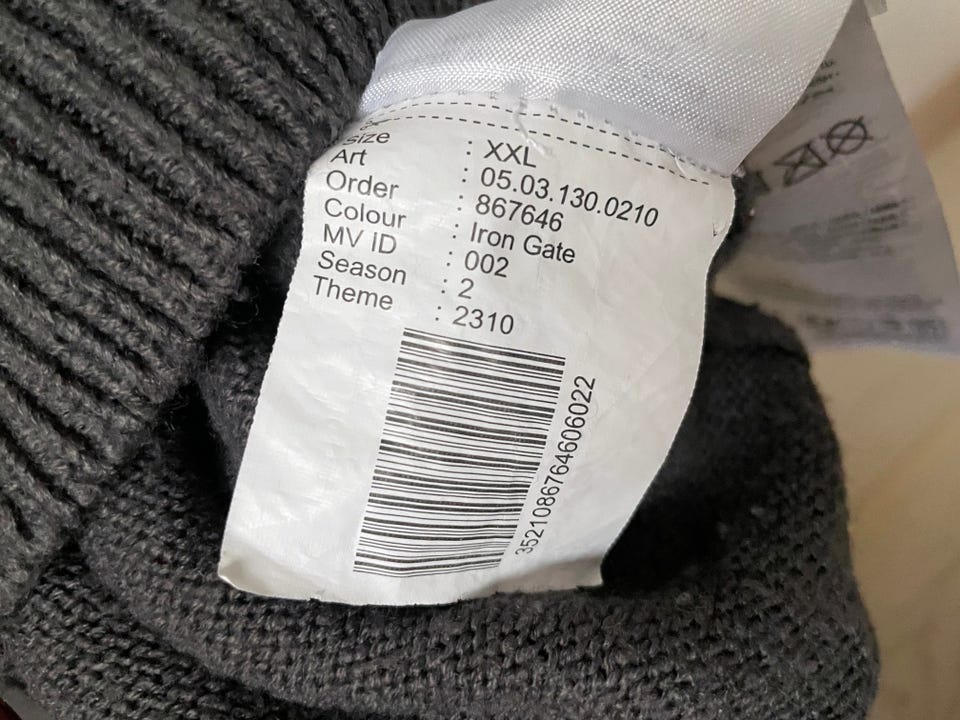 Size : XXL
Art : 05.03.130.0210
Order : 867646
Colour : Iron Gate
MV ID : 002
Season : 2
Theme : 2310
3521086764606022